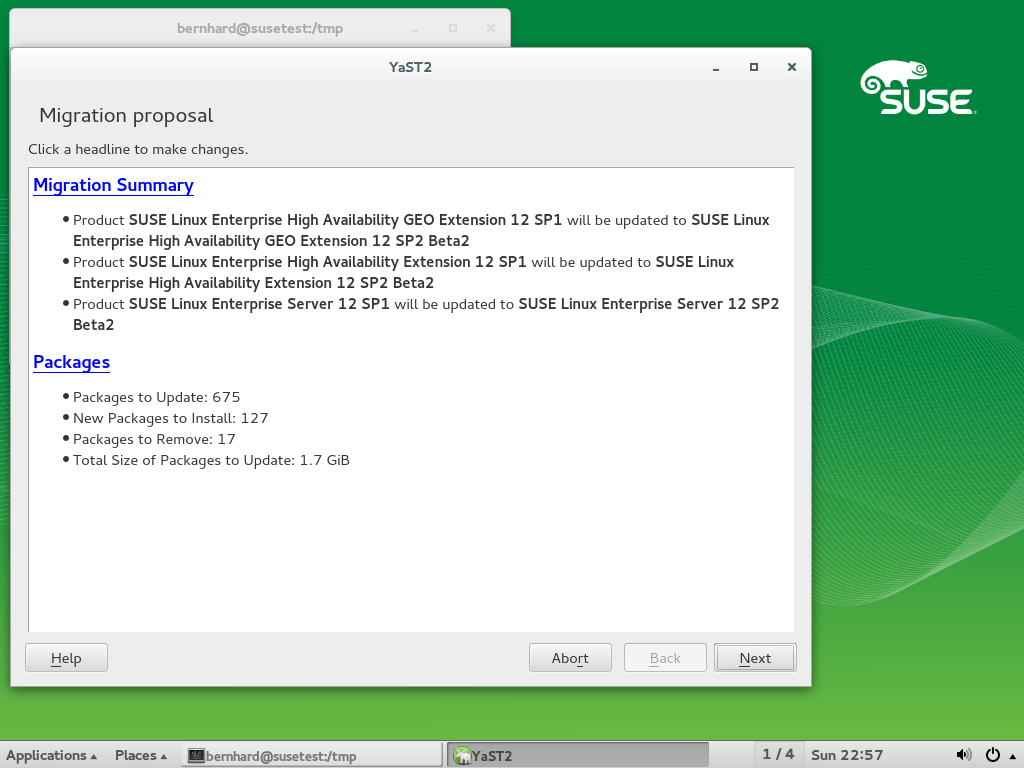 bernhard@susetest:/tmp
YaST2
SUSE
Migration proposal
Click a headline to make changes.
Migration Summary
Product SUSE Linux Enterprise High Availability GEO Extension 12 SP1 will be updated to SUSE Linux
Enterprise High Availability GEO Extension 12 SP2 Beta2
Product SUSE Linux Enterprise High Availability Extension 12 SP1 will be updated to SUSE Linux
Enterprise High Availability Extension 12 SP2 Beta2
Product SUSE Linux Enterprise Server 12 SP1 will be updated to SUSE Linux Enterprise Server 12 SP2
Beta2
Packages
Packages to Update: 675
New Packages to Install: 127
Packages to Remove: 17
Total Size of Packages to Update: 1.7 GiB
Help Abort Back Next
Applications Places bernhard@susetest:/tmp YaST2 1 / 4 Sun 22:57